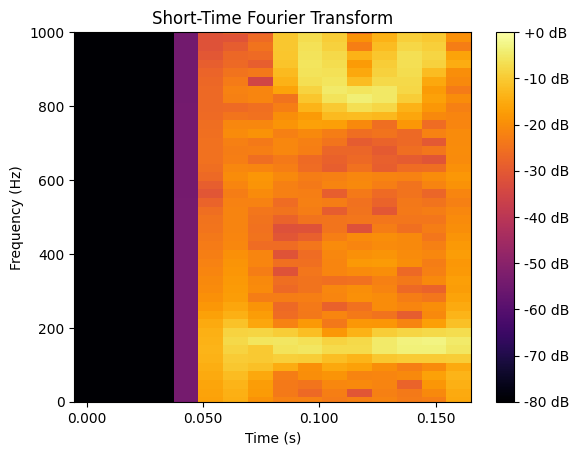 Short-Time Fourier Transform
1000
800
600
400
200
0
Frequency (Hz)
0.000
0.050
0.100
0.150
Time (s)
+0 dB
-10 dB
-20 dB
-30 dB
-40 dB
-50 dB
-60 dB
-70 dB
-80 dB